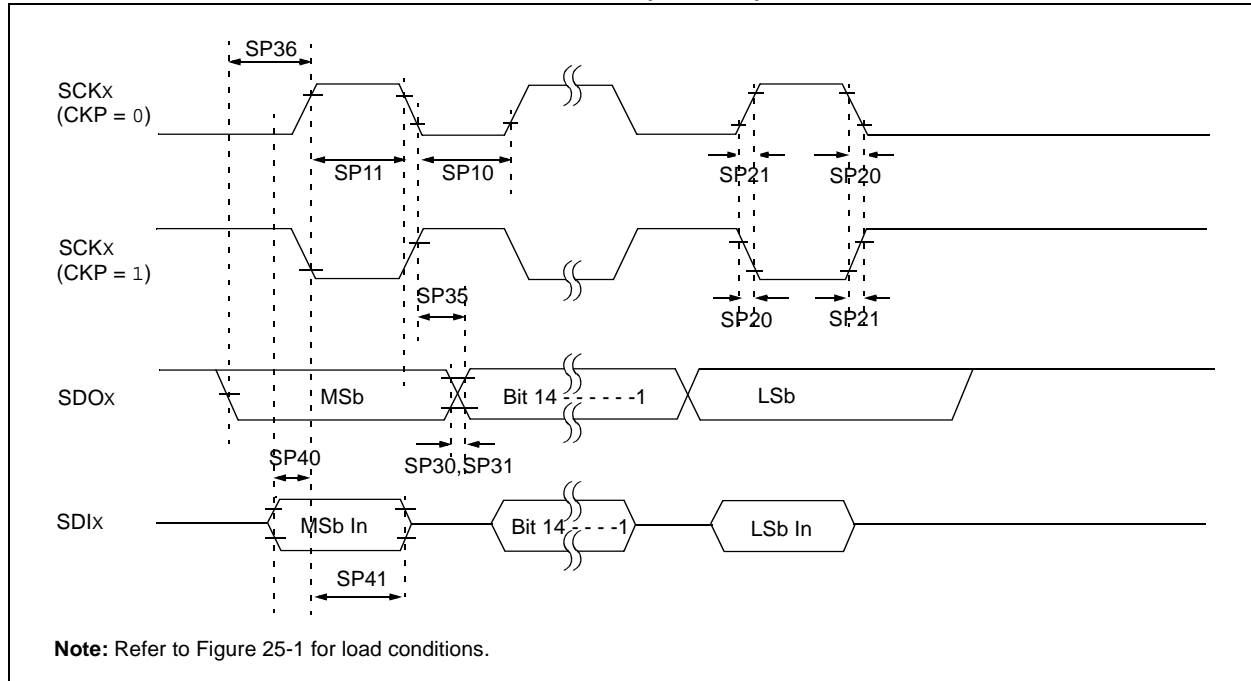 SP36
SCKx
(CKP = 0)
SP11 SP10 SP21 SP20
SCKx
(CKP = 1)
SP35
SP20 SP21
SDOx MSb Bit 14 - - - - - -1 LSb
SP40 SP30,SP31
SDIx MSb In Bit 14 - - - - -1 LSb In
SP41
Note: Refer to Figure 25-1 for load conditions.